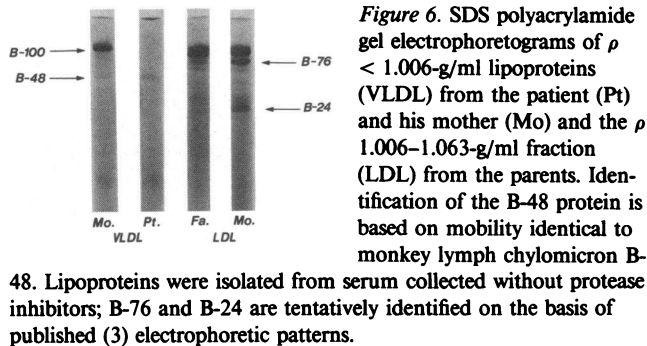 B-100
B-48
B-76
B-24
Mo. Pt. Fa. Mo.
VLDL LDL
Figure 6. SDS polyacrylamide
gel electrophoretograms of ρ
< 1.006-g/ml lipoproteins
(VLDL) from the patient (Pt)
and his mother (Mo) and the ρ
1.006–1.063-g/ml fraction
(LDL) from the parents. Iden-
tification of the B-48 protein is
based on mobility identical to
monkey lymph chylomicron B-
48. Lipoproteins were isolated from serum collected without protease
inhibitors; B-76 and B-24 are tentatively identified on the basis of
published (3) electrophoretic patterns.